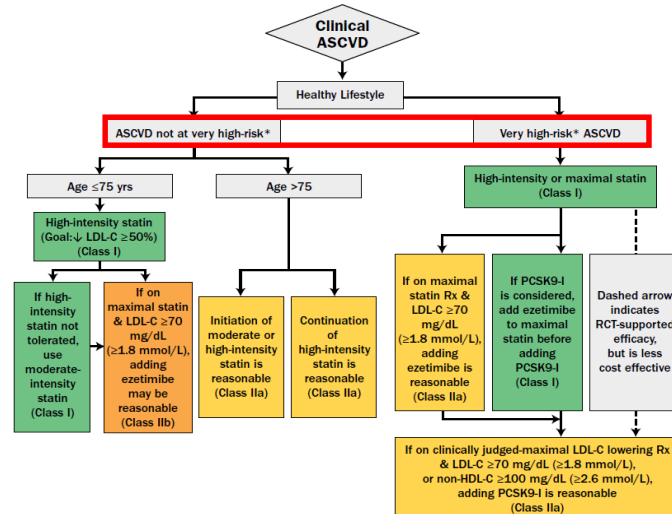 Clinical
ASCVD
Healthy Lifestyle
ASCVD not at very high-risk*
Very high-risk* ASCVD
Age ≤75 yrs
Age >75
High-intensity or maximal statin
(Class I)
High-intensity statin
(Goal:↓ LDL-C ≥50%)
(Class I)
If high-
intensity
statin not
tolerated,
use
moderate-
intensity
statin
(Class I)
If on
maximal statin
& LDL-C ≥70
mg/dL
(≥1.8 mmol/L),
adding
ezetimibe
may be
reasonable
(Class IIb)
Initiation of
moderate or
high-intensity
statin is
reasonable
(Class IIa)
Continuation of
high-intensity
statin is
reasonable
(Class IIa)
If on maximal
statin Rx &
LDL-C ≥70
mg/dL
(≥1.8 mmol/L),
adding
ezetimibe is
reasonable
(Class IIa)
If PCSK9-I
is considered,
add ezetimibe
to maximal
statin before
adding
PCSK9-I
(Class I)
Dashed arrow
indicates
RCT-supported
efficacy,
but is less
cost effective
If on clinically judged-maximal LDL-C lowering Rx
& LDL-C ≥70 mg/dL (≥1.8 mmol/L),
or non-HDL-C ≥100 mg/dL (≥2.6 mmol/L),
adding PCSK9-I is reasonable
(Class IIa)